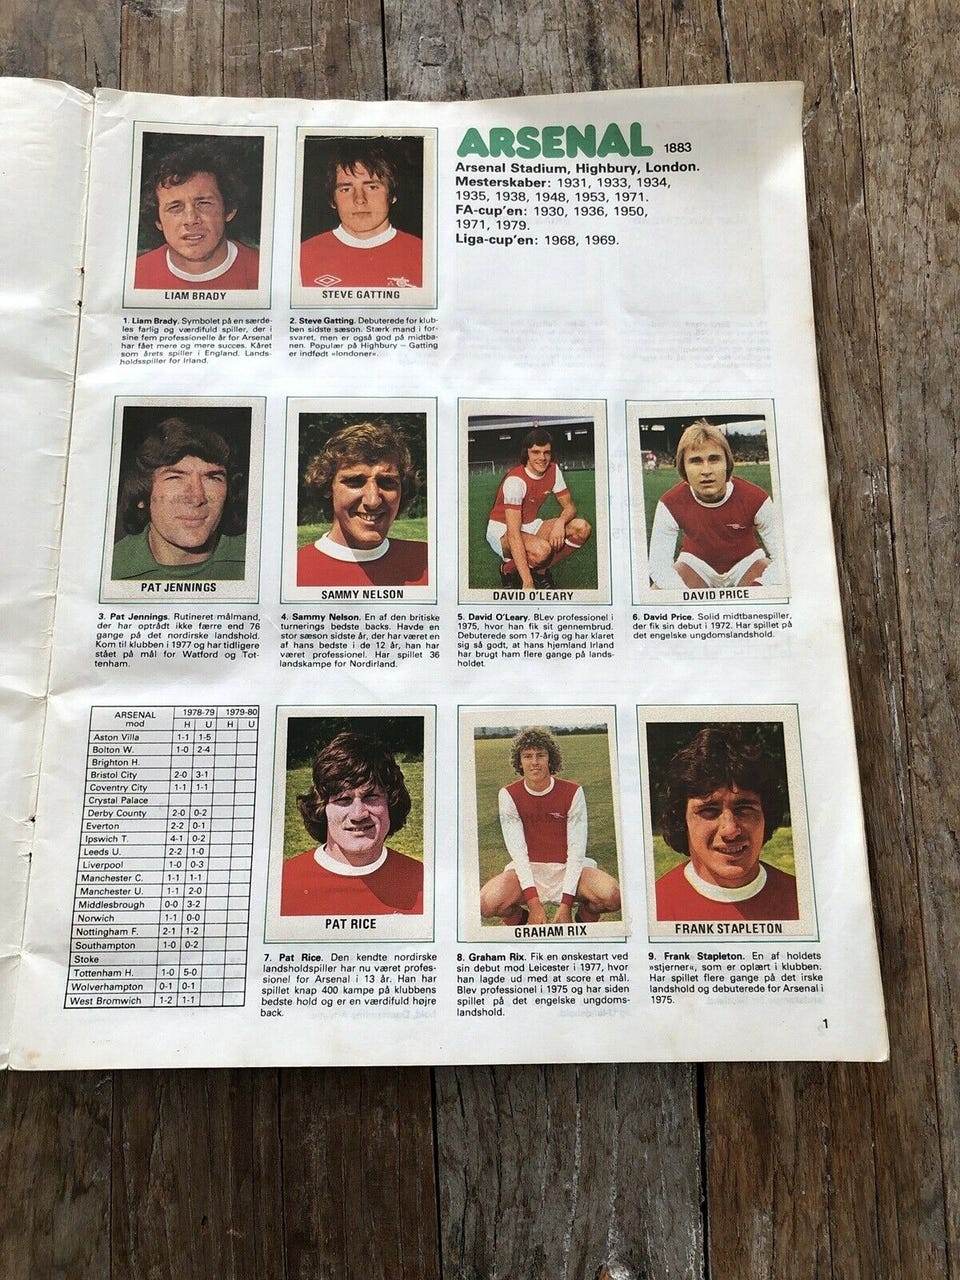 LIAM BRADY
STEVE GATTING
ARSENAL 1883
Arsenal Stadium, Highbury, London.
Mesterskaber: 1931, 1933, 1934,
1935, 1938, 1948, 1953, 1971.
FA-cup'en: 1930, 1936, 1950,
1971, 1979.
Liga-cup'en: 1968, 1969.
1. Liam Brady. Symbolet på en særde-
les farlig og værdifuld spiller, der i
sine fem professionelle år for Arsenal
har fået mere og mere succes. Kåret
som årets spiller i England. Lands-
holdsspiller for Irland.
2. Steve Gatting. Debuterede for klub-
ben sidste sæson. Stærk mand i for-
svaret, men er også god på midtba-
nen. Populær på Highbury – Gatting
er indfødt »londoner«.
PAT JENNINGS
SAMMY NELSON
DAVID O'LEARY
DAVID PRICE
3. Pat Jennings. Rutineret målmand,
der har optrådt ikke færre end 76
gange på det nordirske landshold.
Kom til klubben i 1977 og har tidligere
stået på mål for Watford og Tot-
tenham.
4. Sammy Nelson. En af den britiske
turnerings bedste backs. Havde en
stor sæson sidste år, der har været en
af hans bedste i de 12 år, han har
været professionel. Har spillet 36
landskampe for Nordirland.
5. David O'Leary. BLev professionel i
1975, hvor han fik sit gennembrud.
Debuterede som 17-årig og har klaret
sig så godt, at hans hjemland Irland
har brugt ham flere gange på lands-
holdet.
6. David Price. Solid midtbanespiller,
der fik sin debut i 1972. Har spillet på
det engelske ungdomslandshold.
ARSENAL 1978-79 1979-80
mod H U H U
Aston Villa 1-1 1-5
Bolton W. 1-0 2-4
Brighton H.
Bristol City 2-0 3-1
Coventry City 1-1 1-1
Crystal Palace
Derby County 2-0 0-2
Everton 2-2 0-1
Ipswich T. 4-1 0-2
Leeds U. 2-2 1-0
Liverpool 1-0 0-3
Manchester C. 1-1 1-1
Manchester U. 1-1 2-0
Middlesbrough 0-0 3-2
Norwich 1-1 0-0
Nottingham F. 2-1 1-2
Southampton 1-0 0-2
Stoke
Tottenham H. 1-0 5-0
Wolverhampton 0-1 0-1
West Bromwich 1-2 1-1
PAT RICE
GRAHAM RIX
FRANK STAPLETON
7. Pat Rice. Den kendte nordirske
landsholdspiller har nu været profes-
sionel for Arsenal i 13 år. Han har
spillet knap 400 kampe på klubbens
bedste hold og er en værdifuld højre
back.
8. Graham Rix. Fik en ønskestart ved
sin debut mod Leicester i 1977, hvor
han lagde ud med at score et mål.
Blev professionel i 1975 og har siden
spillet på det engelske ungdoms-
landshold.
9. Frank Stapleton. En af holdets
»stjerner«, som er oplært i klubben.
Har spillet flere gange på det irske
landshold og debuterede for Arsenal i
1975.
1